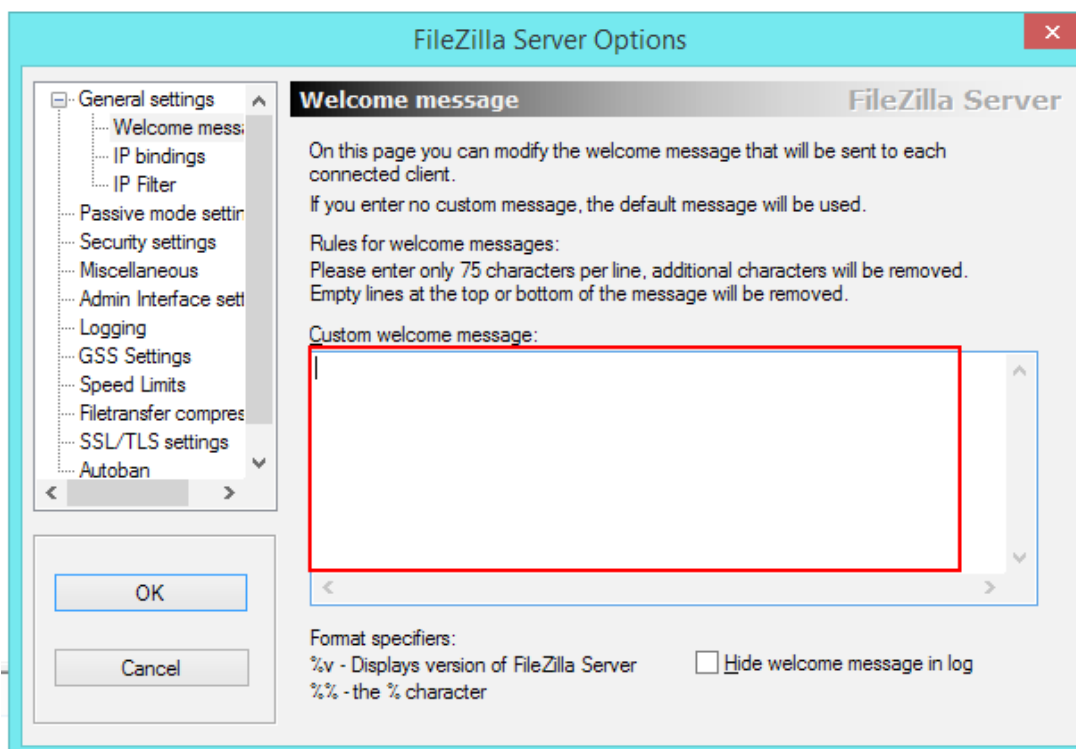 FileZilla Server Options
General settings
Welcome messa
IP bindings
IP Filter
Passive mode settin
Security settings
Miscellaneous
Admin Interface sett
Logging
GSS Settings
Speed Limits
Filetransfer compres
SSL/TLS settings
Autoban
OK
Cancel
Welcome message
FileZilla Server
On this page you can modify the welcome message that will be sent to each
connected client.
If you enter no custom message, the default message will be used.
Rules for welcome messages:
Please enter only 75 characters per line, additional characters will be removed.
Empty lines at the top or bottom of the message will be removed.
Custom welcome message:
Format specifiers:
%v - Displays version of FileZilla Server
%% - the % character
Hide welcome message in log